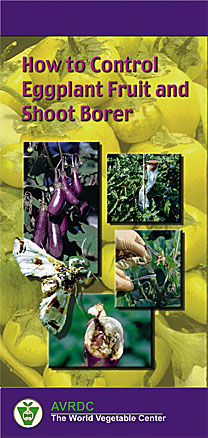 How to Control
Eggplant Fruit and
Shoot Borer
AVRDC
The World Vegetable Center